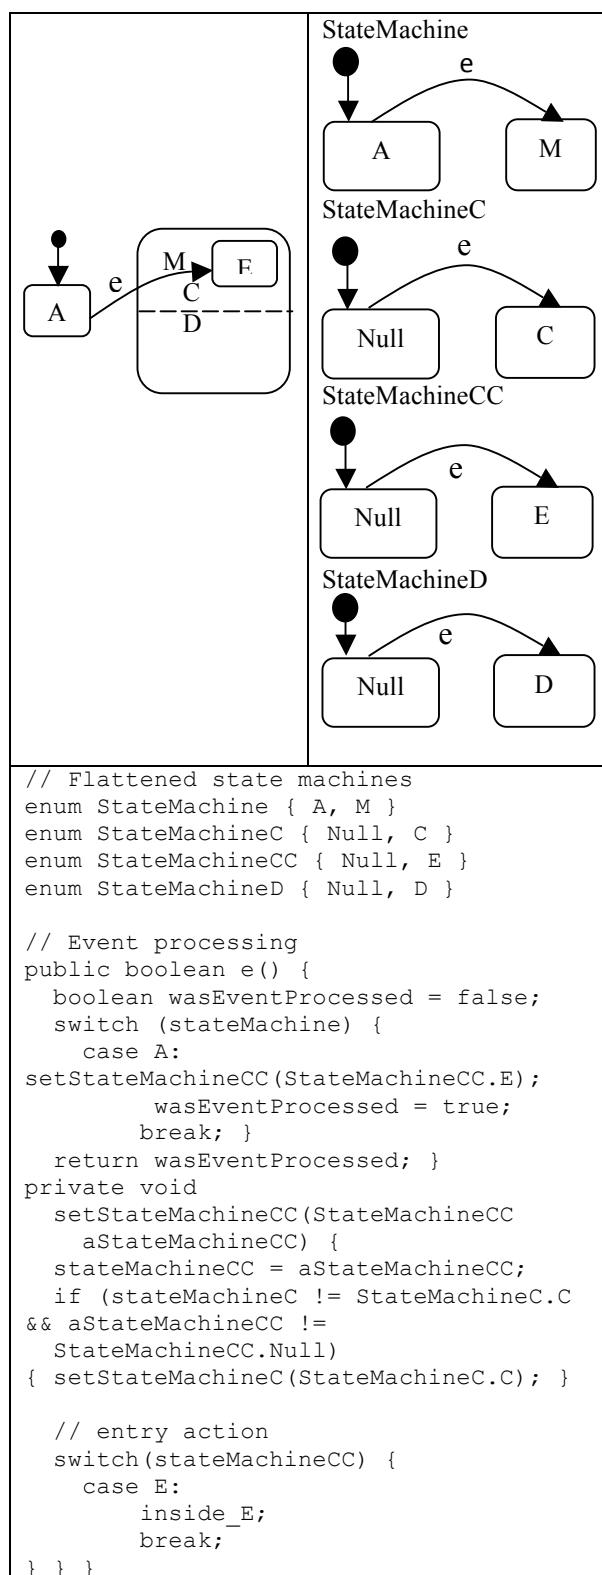 e
M
E
C
D
A
StateMachine
e
A
M
StateMachineC
e
Null
C
StateMachineCC
e
Null
E
StateMachineD
e
Null
D
// Flattened state machines
enum StateMachine { A, M }
enum StateMachineC { Null, C }
enum StateMachineCC { Null, E }
enum StateMachineD { Null, D }
// Event processing
public boolean e() {
boolean wasEventProcessed = false;
switch (stateMachine) {
case A:
setStateMachineCC(StateMachineCC.E);
wasEventProcessed = true;
break; }
return wasEventProcessed; }
private void
setStateMachineCC(StateMachineCC
aStateMachineCC) {
stateMachineCC = aStateMachineCC;
if (stateMachineC != StateMachineC.C
&& aStateMachineCC !=
StateMachineCC.Null)
{ setStateMachineC(StateMachineC.C); }
// entry action
switch(stateMachineCC) {
case E:
inside_E;
break;
} } }